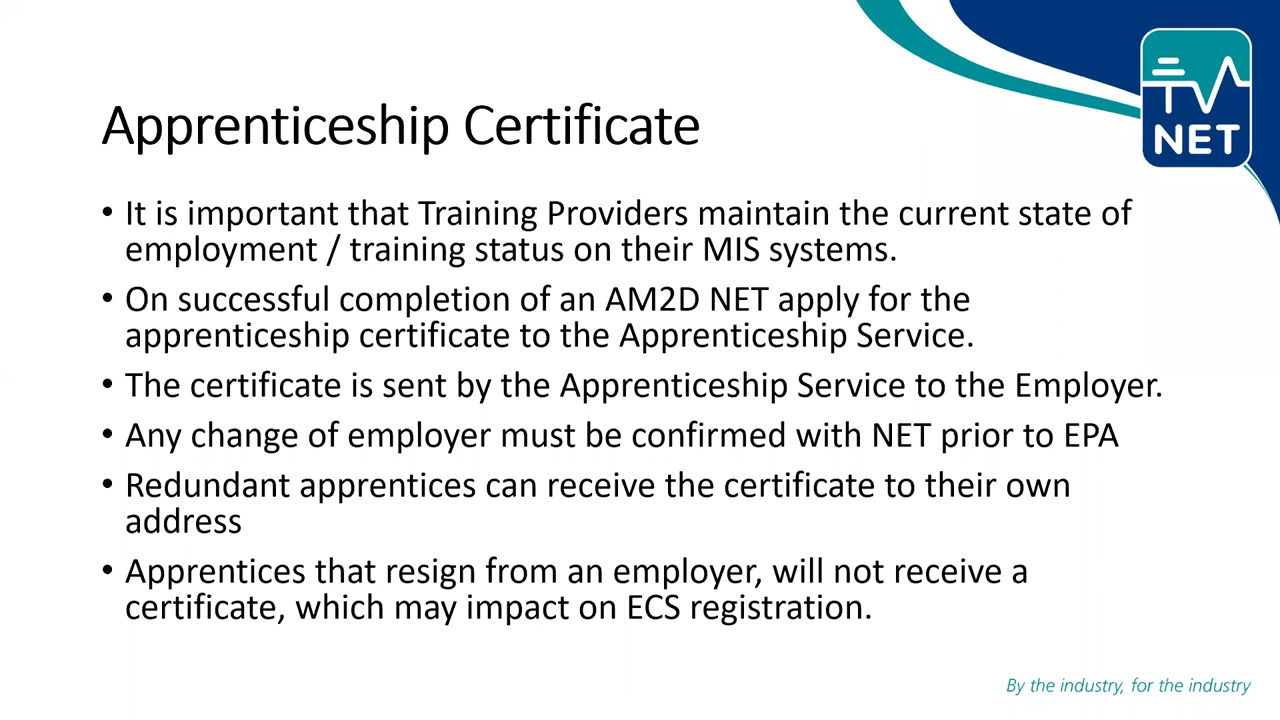 TV
NET
Apprenticeship Certificate
• It is important that Training Providers maintain the current state of
employment / training status on their MIS systems.
• On successful completion of an AM2D NET apply for the
apprenticeship certificate to the Apprenticeship Service.
• The certificate is sent by the Apprenticeship Service to the Employer.
• Any change of employer must be confirmed with NET prior to EPA
• Redundant apprentices can receive the certificate to their own
address
• Apprentices that resign from an employer, will not receive a
certificate, which may impact on ECS registration.
By the industry, for the industry